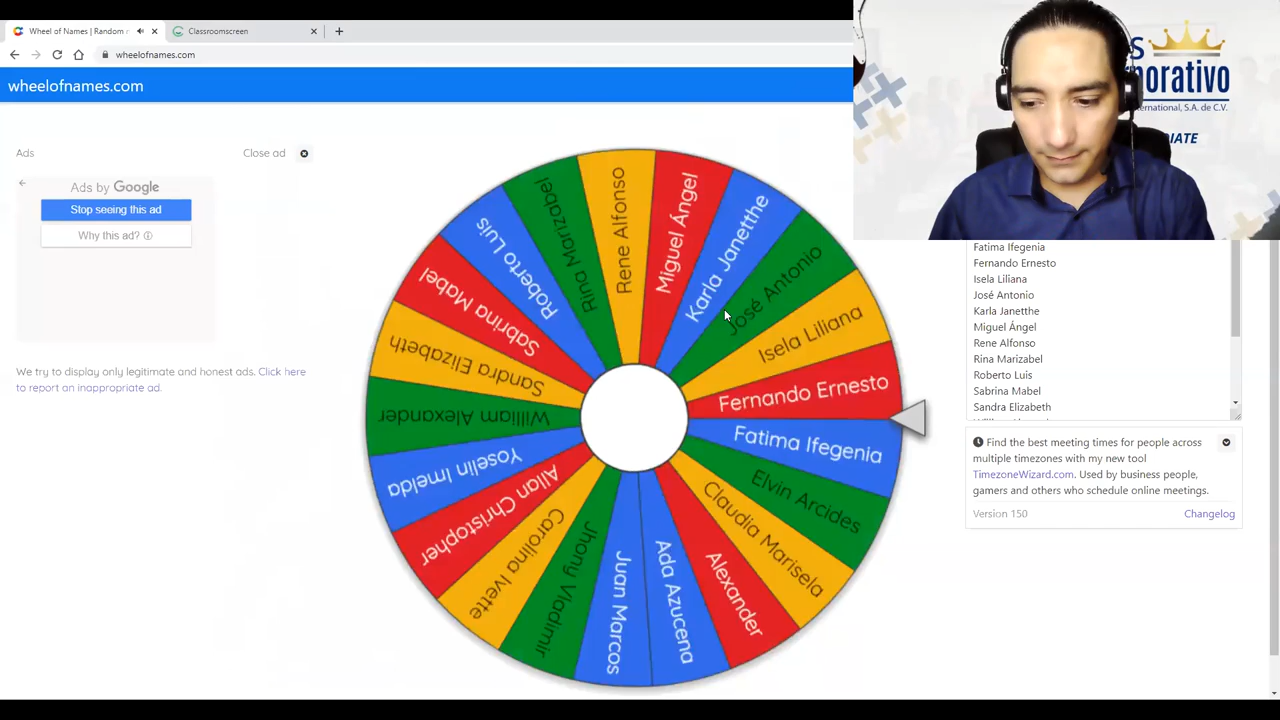 Wheel of Names | Random r
Classroomscreen
wheelofnames.com
wheelofnames.com
Ads
Close ad
Ads by Google
Stop seeing this ad
Why this ad?
We try to display only legitimate and honest ads. Click here
to report an inappropriate ad.
Rene Alfonso
Miguel Ángel
Karla Janetthe
José Antonio
Isela Liliana
Fernando Ernesto
Fatima Ifegenia
Elvin Arcides
Claudia Marisela
Alexander
Ada Azucena
Juan Marcos
Jhony Vladimir
Carolina Ivette
Allan Christopher
Yoselin Imelda
William Alexander
Sandra Elizabeth
Sabrina Mabel
Roberto Luis
Rina Marizabel
S
porativo
nternational, S.A. de C.V.
DIATE
Fatima Ifegenia
Fernando Ernesto
Isela Liliana
José Antonio
Karla Janetthe
Miguel Ángel
Rene Alfonso
Rina Marizabel
Roberto Luis
Sabrina Mabel
Sandra Elizabeth
Find the best meeting times for people across
multiple timezones with my new tool
TimezoneWizard.com. Used by business people,
gamers and others who schedule online meetings.
Version 150
Changelog